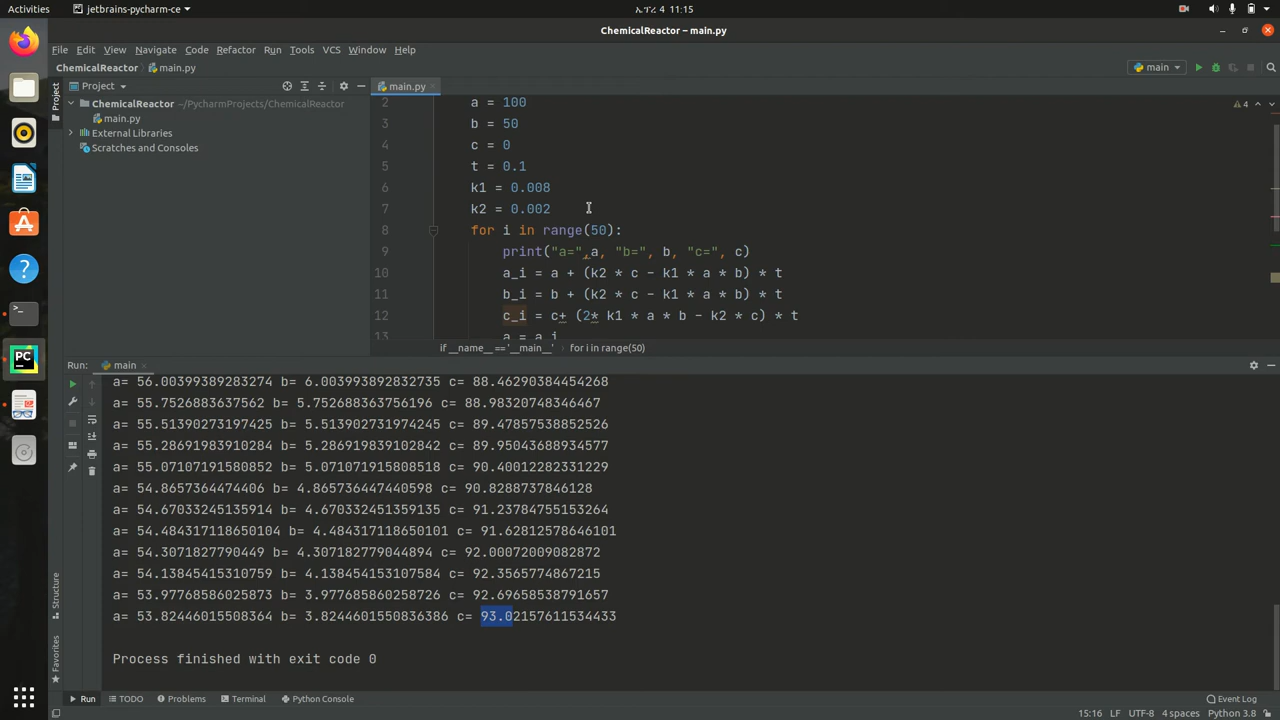 Activities
jetbrains-pycharm-ce
ኤፕሪ 4 11:15
ChemicalReactor – main.py
File Edit View Navigate Code Refactor Run Tools VCS Window Help
ChemicalReactor main.py
main
Project
main.py
ChemicalReactor ~/PycharmProjects/ChemicalReactor
main.py
External Libraries
Scratches and Consoles
Project
Structure
Favorites
4
2 a = 100
3 b = 50
4 c = 0
5 t = 0.1
6 k1 = 0.008
7 k2 = 0.002
8 for i in range(50):
9 print("a=",a, "b=", b, "c=", c)
10 a_i = a + (k2 * c - k1 * a * b) * t
11 b_i = b + (k2 * c - k1 * a * b) * t
12 c_i = c+ (2* k1 * a * b - k2 * c) * t
13 a = a_i
if __name__ == '__main__' for i in range(50)
Run: main
a= 56.00399389283274 b= 6.003993892832735 c= 88.46290384454268
a= 55.7526883637562 b= 5.752688363756196 c= 88.98320748346467
a= 55.51390273197425 b= 5.513902731974245 c= 89.47857538852526
a= 55.28691983910284 b= 5.286919839102842 c= 89.95043688934577
a= 55.07107191580852 b= 5.071071915808518 c= 90.40012282331229
a= 54.8657364474406 b= 4.865736447440598 c= 90.8288737846128
a= 54.67033245135914 b= 4.670332451359135 c= 91.23784755153264
a= 54.484317118650104 b= 4.484317118650101 c= 91.62812578646101
a= 54.3071827790449 b= 4.307182779044894 c= 92.00072009082872
a= 54.13845415310759 b= 4.138454153107584 c= 92.3565774867215
a= 53.97768586025873 b= 3.977685860258726 c= 92.69658538791657
a= 53.82446015508364 b= 3.8244601550836386 c= 93.02157611534433
Process finished with exit code 0
Run TODO Problems Terminal Python Console Event Log
15:16 LF UTF-8 4 spaces Python 3.8